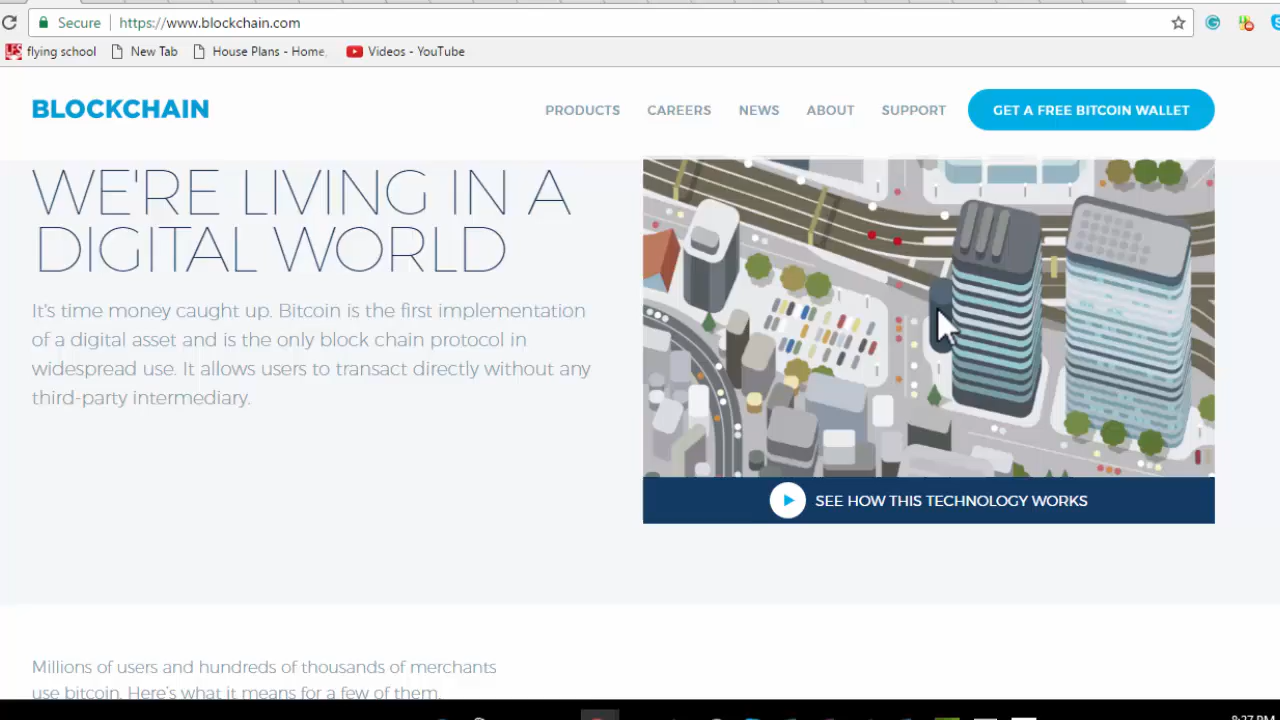 Secure https://www.blockchain.com
flying school New Tab House Plans - Home, Videos - YouTube
BLOCKCHAIN PRODUCTS CAREERS NEWS ABOUT SUPPORT GET A FREE BITCOIN WALLET
WE'RE LIVING IN A
DIGITAL WORLD
It's time money caught up. Bitcoin is the first implementation
of a digital asset and is the only block chain protocol in
widespread use. It allows users to transact directly without any
third-party intermediary.
SEE HOW THIS TECHNOLOGY WORKS
Millions of users and hundreds of thousands of merchants
use bitcoin. Here's what it means for a few of them.
8:27 PM